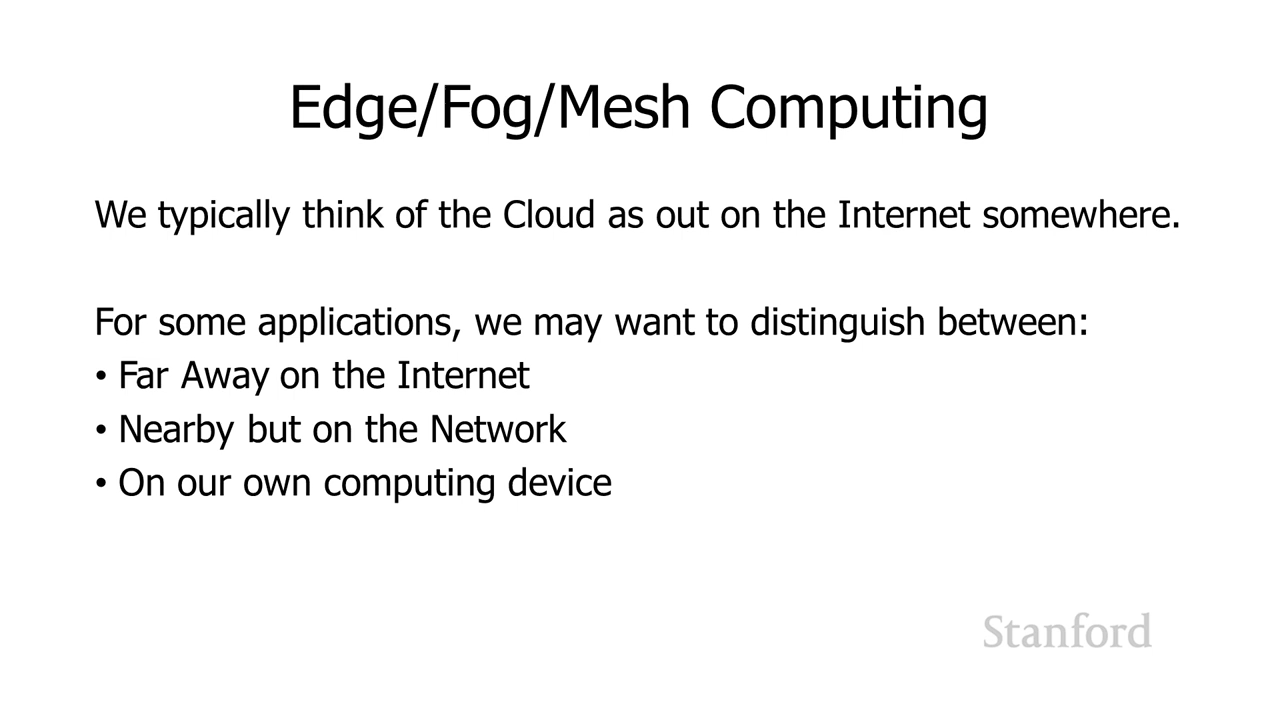 Edge/Fog/Mesh Computing
We typically think of the Cloud as out on the Internet somewhere.
For some applications, we may want to distinguish between:
• Far Away on the Internet
• Nearby but on the Network
• On our own computing device
Stanford